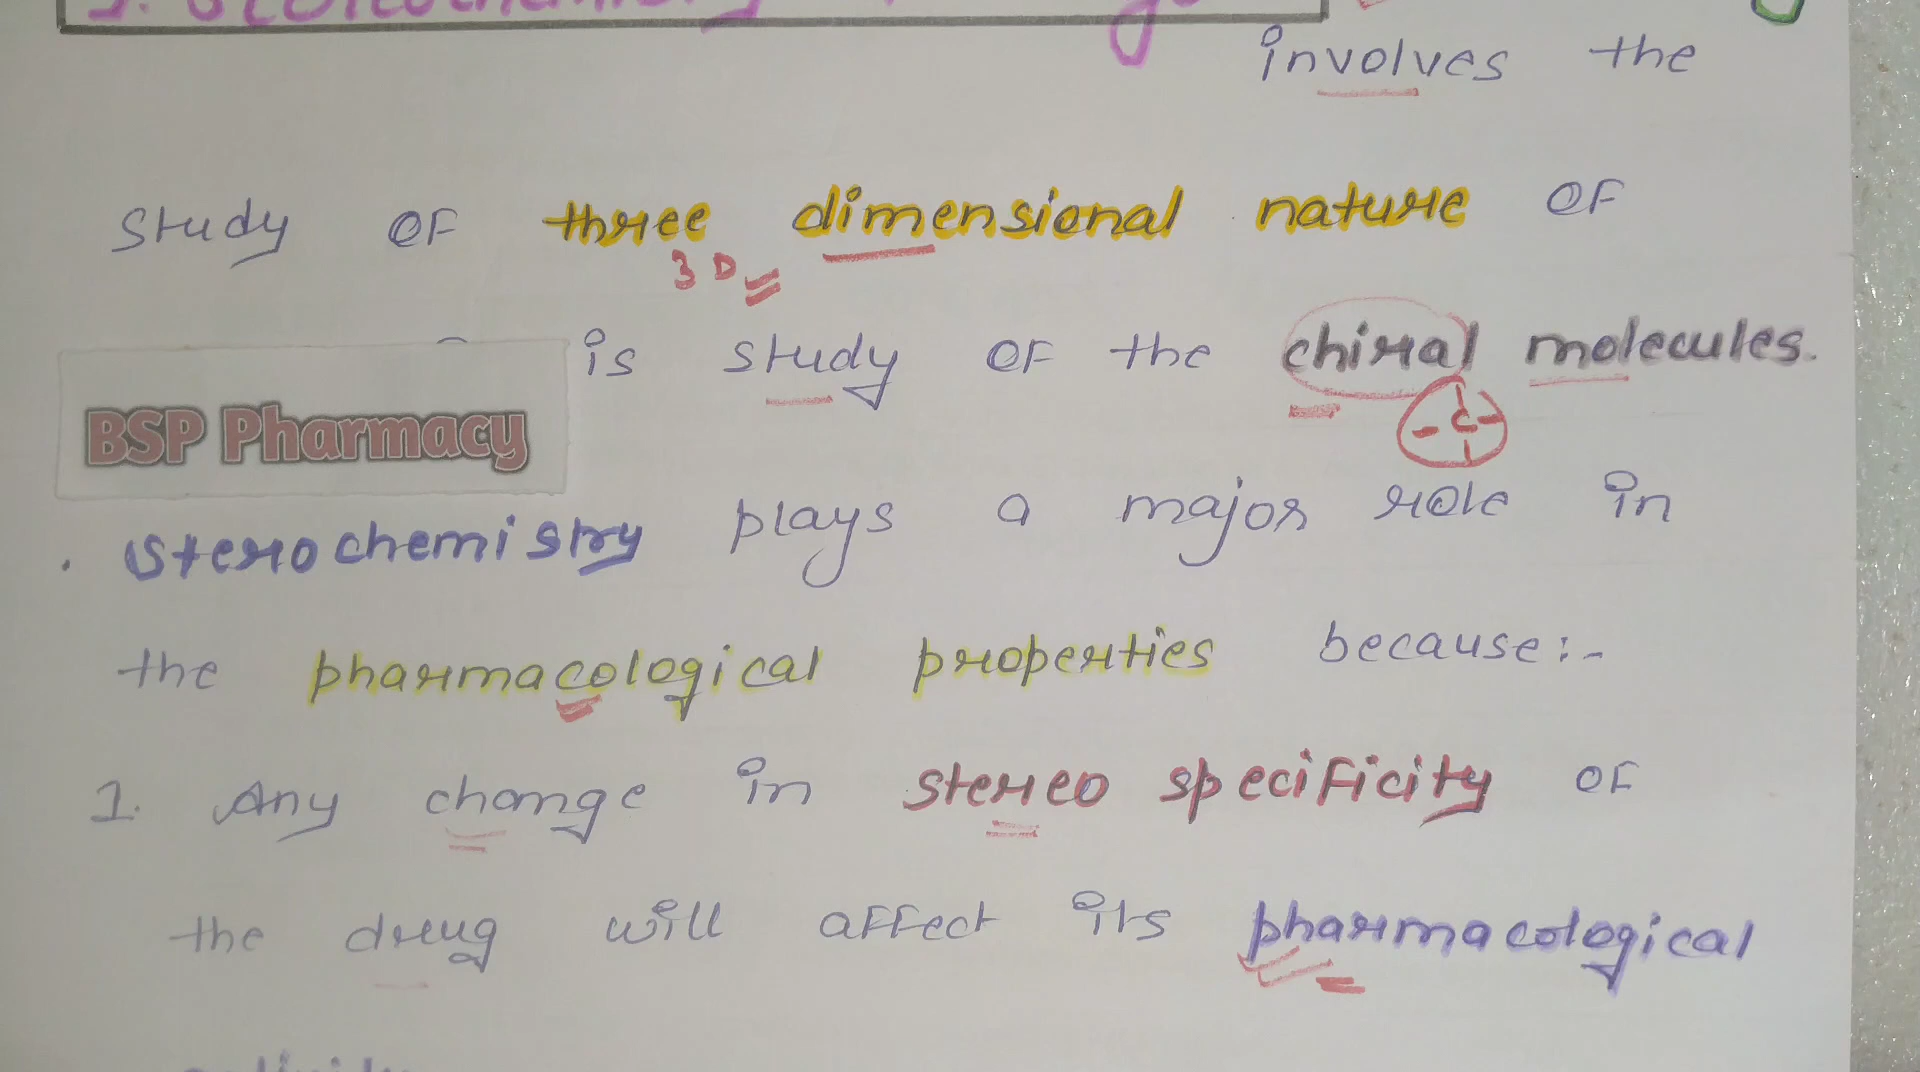 involves the
Study of three dimensional nature of
3D
is study of the chiral molecules.
-C-
BSP Pharmacy
. Sterochemistry plays a major role in
the pharmacological properties because:-
1. Any change in stereo specificity of
the drug will affect its pharmacological